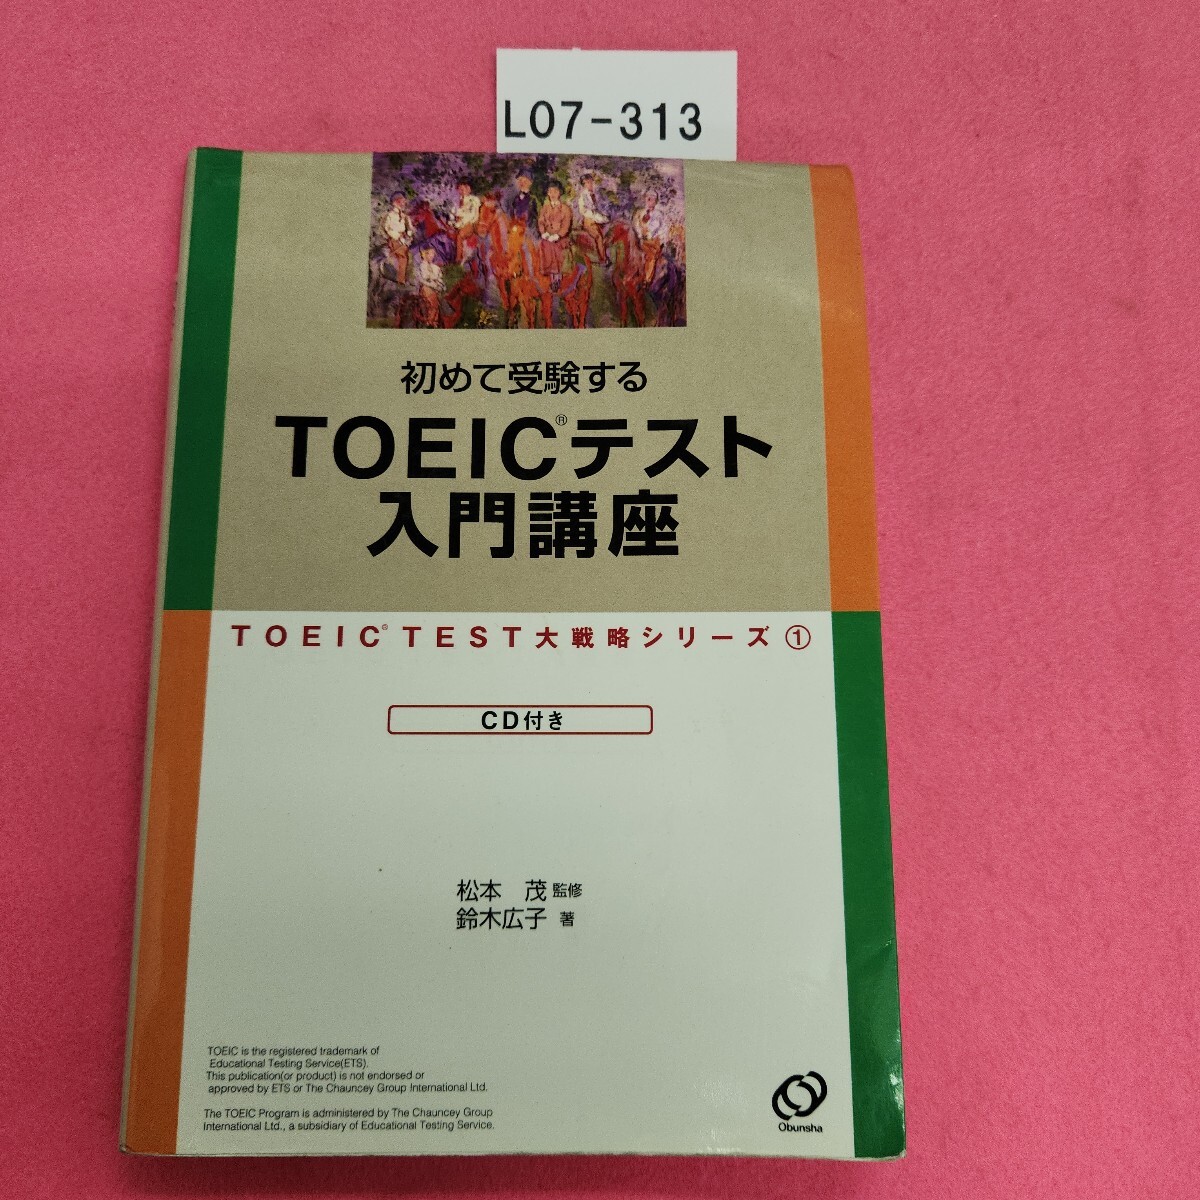 L07-313
初めて受験する
TOEIC®テスト
入門講座
TOEIC® TEST大戦略シリーズ①
CD付き
松本 茂 監修
鈴木広子 著
TOEIC is the registered trademark of
Educational Testing Service(ETS).
This publication(or product) is not endorsed or
approved by ETS or The Chauncey Group International Ltd.
The TOEIC Program is administered by The Chauncey Group
International Ltd., a subsidiary of Educational Testing Service.
Obunsha